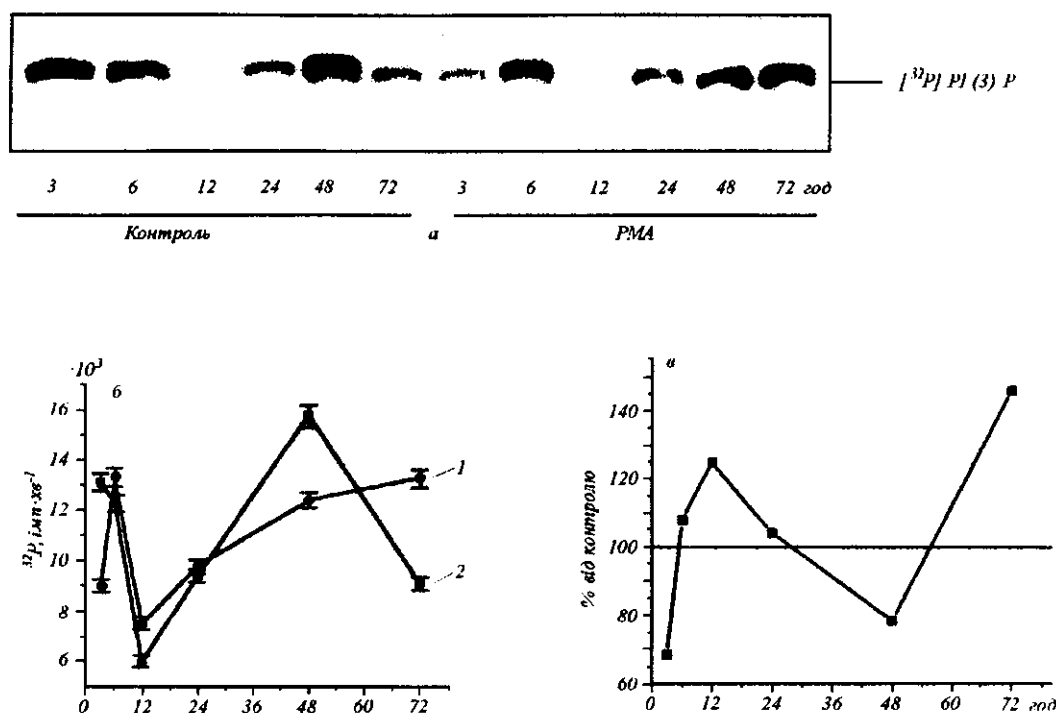 [³²P] PI (3) P
3 6 12 24 48 72 3 6 12 24 48 72 год
Контроль а РМА
·10³
б
³²P, імп·хв⁻¹
16
14
12
10
8
6
0 12 24 36 48 60 72
1
2
в
% від контролю
140
120
100
80
60
0 12 24 36 48 60 72 год